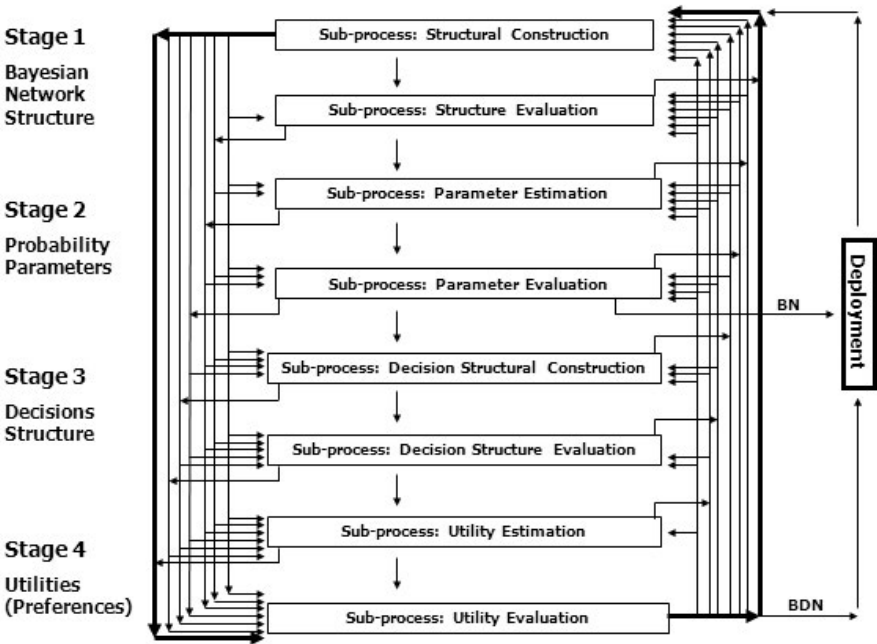 Stage 1
Bayesian
Network
Structure
Sub-process: Structural Construction
Sub-process: Structure Evaluation
Stage 2
Probability
Parameters
Sub-process: Parameter Estimation
Sub-process: Parameter Evaluation
BN
Deployment
Stage 3
Decisions
Structure
Sub-process: Decision Structural Construction
Sub-process: Decision Structure Evaluation
Stage 4
Utilities
(Preferences)
Sub-process: Utility Estimation
Sub-process: Utility Evaluation
BDN